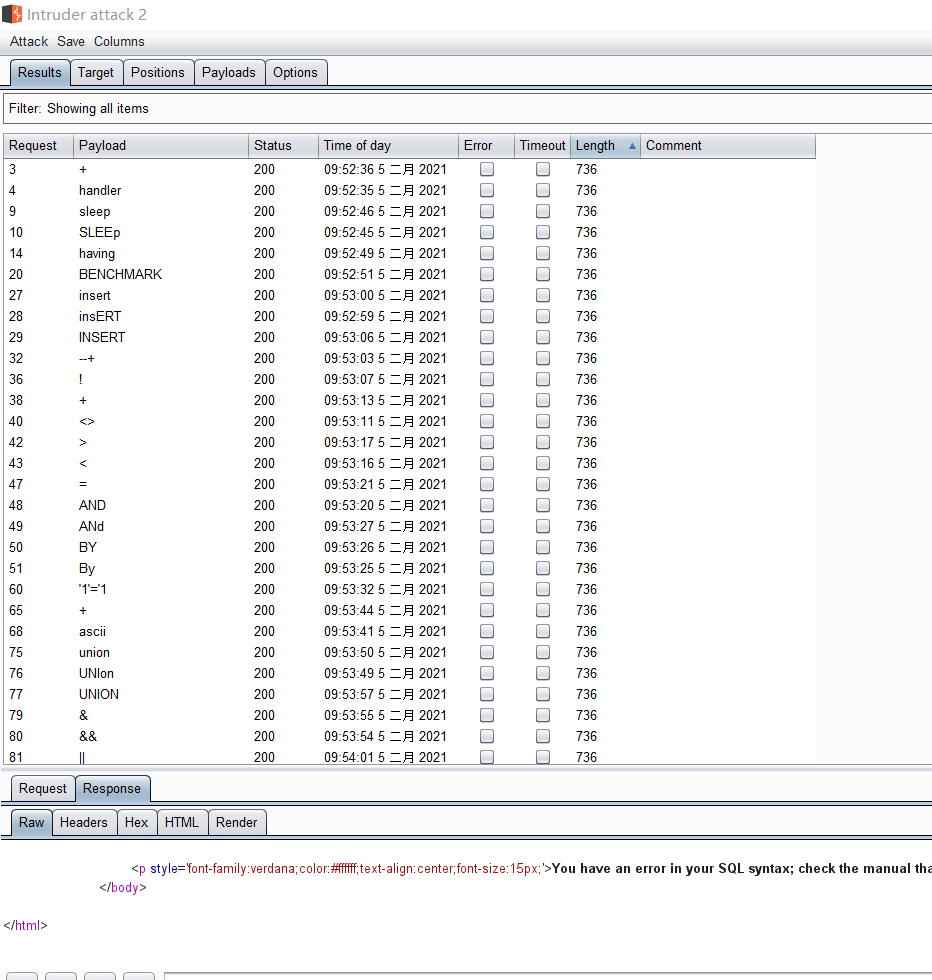 Intruder attack 2
Attack Save Columns
Results Target Positions Payloads Options
Filter: Showing all items
Request Payload Status Time of day Error Timeout Length Comment
3 + 200 09:52:36 5 二月 2021 736
4 handler 200 09:52:35 5 二月 2021 736
9 sleep 200 09:52:46 5 二月 2021 736
10 SLEEp 200 09:52:45 5 二月 2021 736
14 having 200 09:52:49 5 二月 2021 736
20 BENCHMARK 200 09:52:51 5 二月 2021 736
27 insert 200 09:53:00 5 二月 2021 736
28 insERT 200 09:52:59 5 二月 2021 736
29 INSERT 200 09:53:06 5 二月 2021 736
32 --+ 200 09:53:03 5 二月 2021 736
36 ! 200 09:53:07 5 二月 2021 736
38 + 200 09:53:13 5 二月 2021 736
40 <> 200 09:53:11 5 二月 2021 736
42 > 200 09:53:17 5 二月 2021 736
43 < 200 09:53:16 5 二月 2021 736
47 = 200 09:53:21 5 二月 2021 736
48 AND 200 09:53:20 5 二月 2021 736
49 ANd 200 09:53:27 5 二月 2021 736
50 BY 200 09:53:26 5 二月 2021 736
51 By 200 09:53:25 5 二月 2021 736
60 '1'='1 200 09:53:32 5 二月 2021 736
65 + 200 09:53:44 5 二月 2021 736
68 ascii 200 09:53:41 5 二月 2021 736
75 union 200 09:53:50 5 二月 2021 736
76 UNIon 200 09:53:49 5 二月 2021 736
77 UNION 200 09:53:57 5 二月 2021 736
79 & 200 09:53:55 5 二月 2021 736
80 && 200 09:53:54 5 二月 2021 736
81 || 200 09:54:01 5 二月 2021 736
Request Response
Raw Headers Hex HTML Render
<p style='font-family:verdana;color:#ffffff;text-align:center;font-size:15px;'>You have an error in your SQL syntax; check the manual tha
</body>
</html>